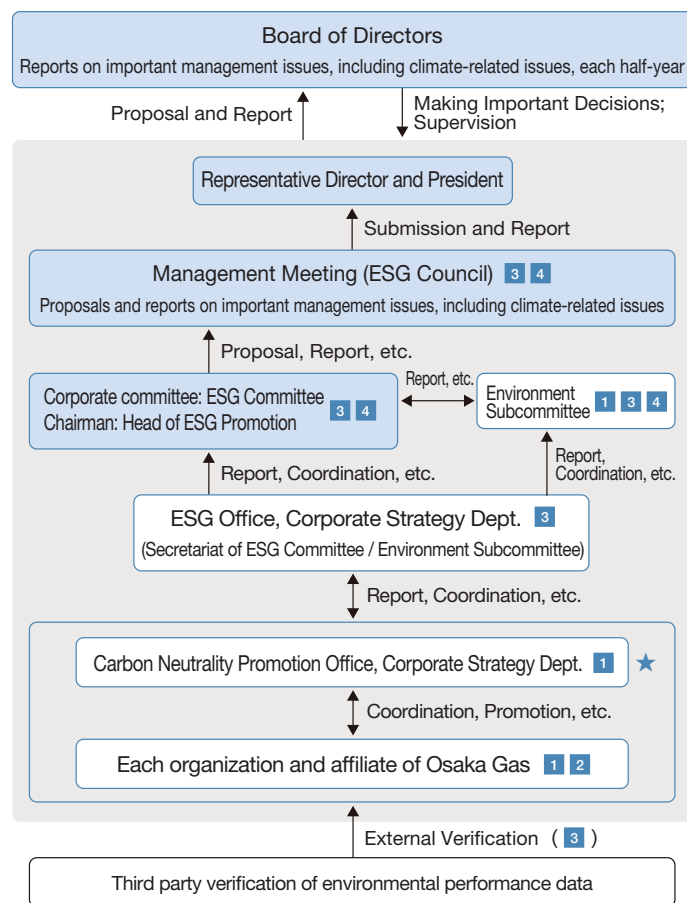 Board of Directors
Reports on important management issues, including climate-related issues, each half-year
Proposal and Report
Making Important Decisions;
Supervision
Representative Director and President
Submission and Report
Management Meeting (ESG Council) 3 4
Proposals and reports on important management issues, including climate-related issues
Proposal, Report, etc.
Corporate committee: ESG Committee
Chairman: Head of ESG Promotion
3 4
Report, etc.
Environment
Subcommittee
1 3 4
Report, Coordination, etc.
Report,
Coordination, etc.
ESG Office, Corporate Strategy Dept. 3
(Secretariat of ESG Committee / Environment Subcommittee)
Report, Coordination, etc.
Carbon Neutrality Promotion Office, Corporate Strategy Dept. 1 ★
Coordination, Promotion, etc.
Each organization and affiliate of Osaka Gas 1 2
External Verification ( 3 )
Third party verification of environmental performance data